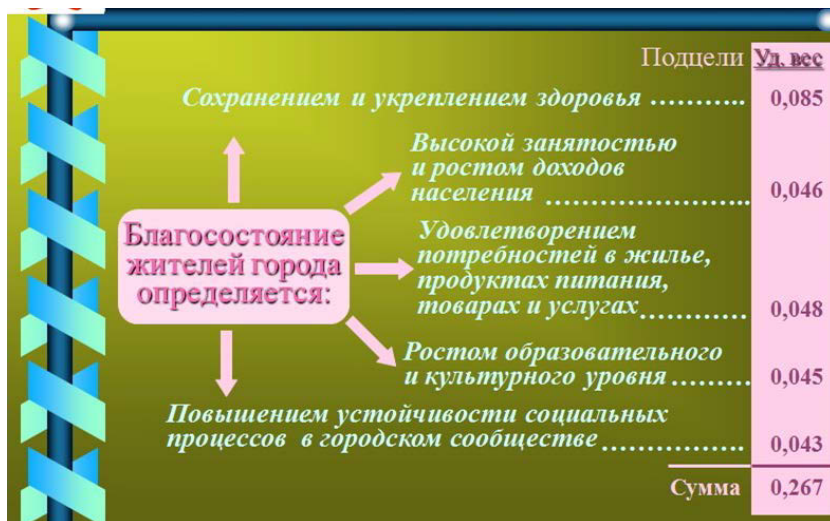 Подцели Уд. вес
Сохранением и укреплением здоровья ……….. 0,085
Высокой занятостью
и ростом доходов
населения ………………….. 0,046
Благосостояние
жителей города
определяется:
Удовлетворением
потребностей в жилье,
продуктах питания,
товарах и услугах………… 0,048
Ростом образовательного
и культурного уровня ……… 0,045
Повышением устойчивости социальных
процессов в городском сообществе ……………. 0,043
Сумма 0,267